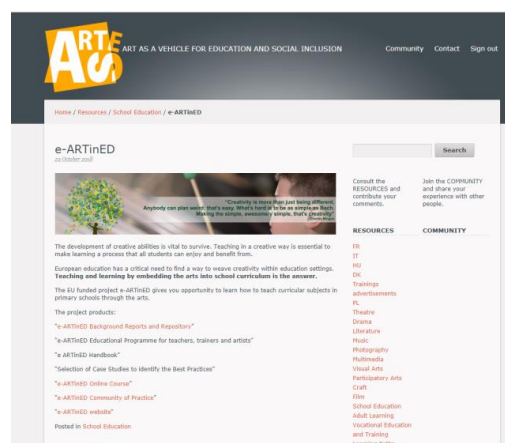 ARTES
ART AS A VEHICLE FOR EDUCATION AND SOCIAL INCLUSION
Community Contact Sign out
Home / Resources / School Education / e-ARTinED
e-ARTinED
22 October 2018
"Creativity is more than just being different.
Anybody can plan weird; that's easy. What's hard is to be as simple as Bach.
Making the simple, awesomely simple, that's creativity"
The development of creative abilities is vital to survive. Teaching in a creative way is essential to
make learning a process that all students can enjoy and benefit from.
European education has a critical need to find a way to weave creativity within education settings.
Teaching and learning by embedding the arts into school curriculum is the answer.
The EU funded project e-ARTinED gives you opportunity to learn how to teach curricular subjects in
primary schools through the arts.
The project products:
"e-ARTinED Background Reports and Repository"
"e-ARTinED Educational Programme for teachers, trainers and artists"
"e ARTinED Handbook"
"Selection of Case Studies to identify the Best Practices"
"e-ARTinED Online Course"
"e-ARTinED Community of Practice"
"e-ARTinED website"
Posted in School Education
Search
Consult the
RESOURCES and
contribute your
comments.
Join the COMMUNITY
and share your
experience with other
people.
RESOURCES
COMMUNITY
FR
IT
HU
DK
Trainings
advertisements
PL
Theatre
Drama
Literature
Music
Photography
Multimedia
Visual Arts
Participatory Arts
Craft
Film
School Education
Adult Learning
Vocational Education
and Training